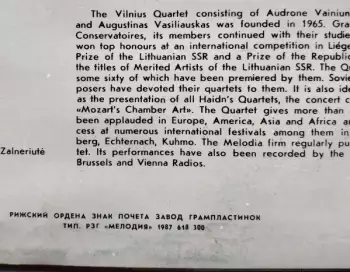 The Vilnius Quartet consisting of Audrone Vainiun
and Augustinas Vasiliauskas was founded in 1965. Gra
Conservatoires, its members continued with their studie
won top honours at an international competition in Liége
Prize of the Lithuanian SSR and a Prize of the Republic
the titles of Merited Artists of the Lithuanian SSR. The Qu
some sixty of which have been premiered by them. Sovie
posers have devoted their quartets to them. It is also ide
as the presentation of all Haidn's Quartets, the concert c
«Mozart's Chamber Art». The Quartet gives more than
been applauded in Europe, America, Asia and Africa an
cess at numerous international festivals among them in
berg, Echternach, Kuhmo. The Melodia firm regularly pu
tet. Its performances have also been recorded by the
Brussels and Vienna Radios.
Zalneriutė
РИЖСКИЙ ОРДЕНА ЗНАК ПОЧЕТА ЗАВОД ГРАМПЛАСТИНОК
ТИП. РЗГ «МЕЛОДИЯ» 1987 618 300